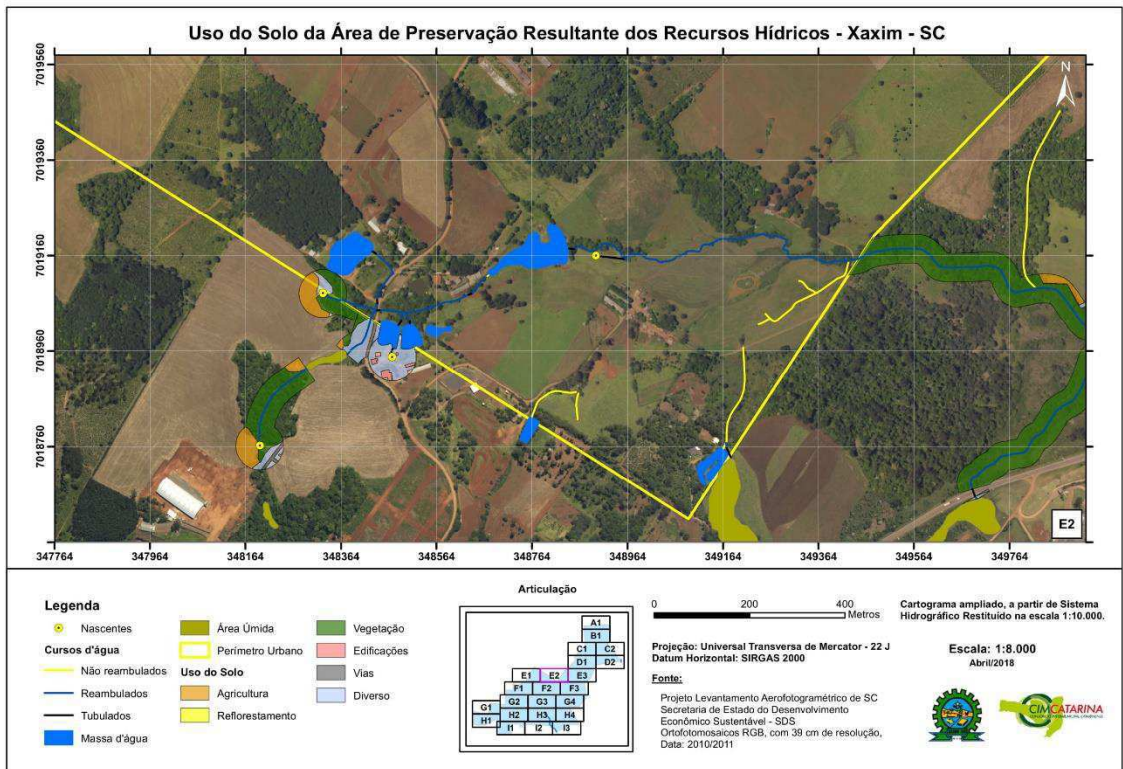 Uso do Solo da Área de Preservação Resultante dos Recursos Hídricos - Xaxim - SC
7019560
7019360
7019160
7018960
7018760
N
E2
347764 347964 348164 348364 348564 348764 348964 349164 349364 349564 349764
Legenda
Nascentes
Cursos d'água
Não reambulados
Reambulados
Tubulados
Massa d'água
Área Úmida
Perímetro Urbano
Uso do Solo
Agricultura
Reflorestamento
Vegetação
Edificações
Vias
Diverso
Articulação
A1
B1
C1 C2
D1 D2
E1 E2 E3
F1 F2 F3
G1 G2 G3 G4
H1 H2 H3 H4
I1 I2 I3
0 200 400
Metros
Projeção: Universal Transversa de Mercator - 22 J
Datum Horizontal: SIRGAS 2000
Fonte:
Projeto Levantamento Aerofotogramétrico de SC
Secretaria de Estado do Desenvolvimento
Econômico Sustentável - SDS
Ortofotomosaicos RGB, com 39 cm de resolução,
Data: 2010/2011
Cartograma ampliado, a partir de Sistema
Hidrográfico Restituído na escala 1:10.000.
Escala: 1:8.000
Abril/2018
CIMCATARINA